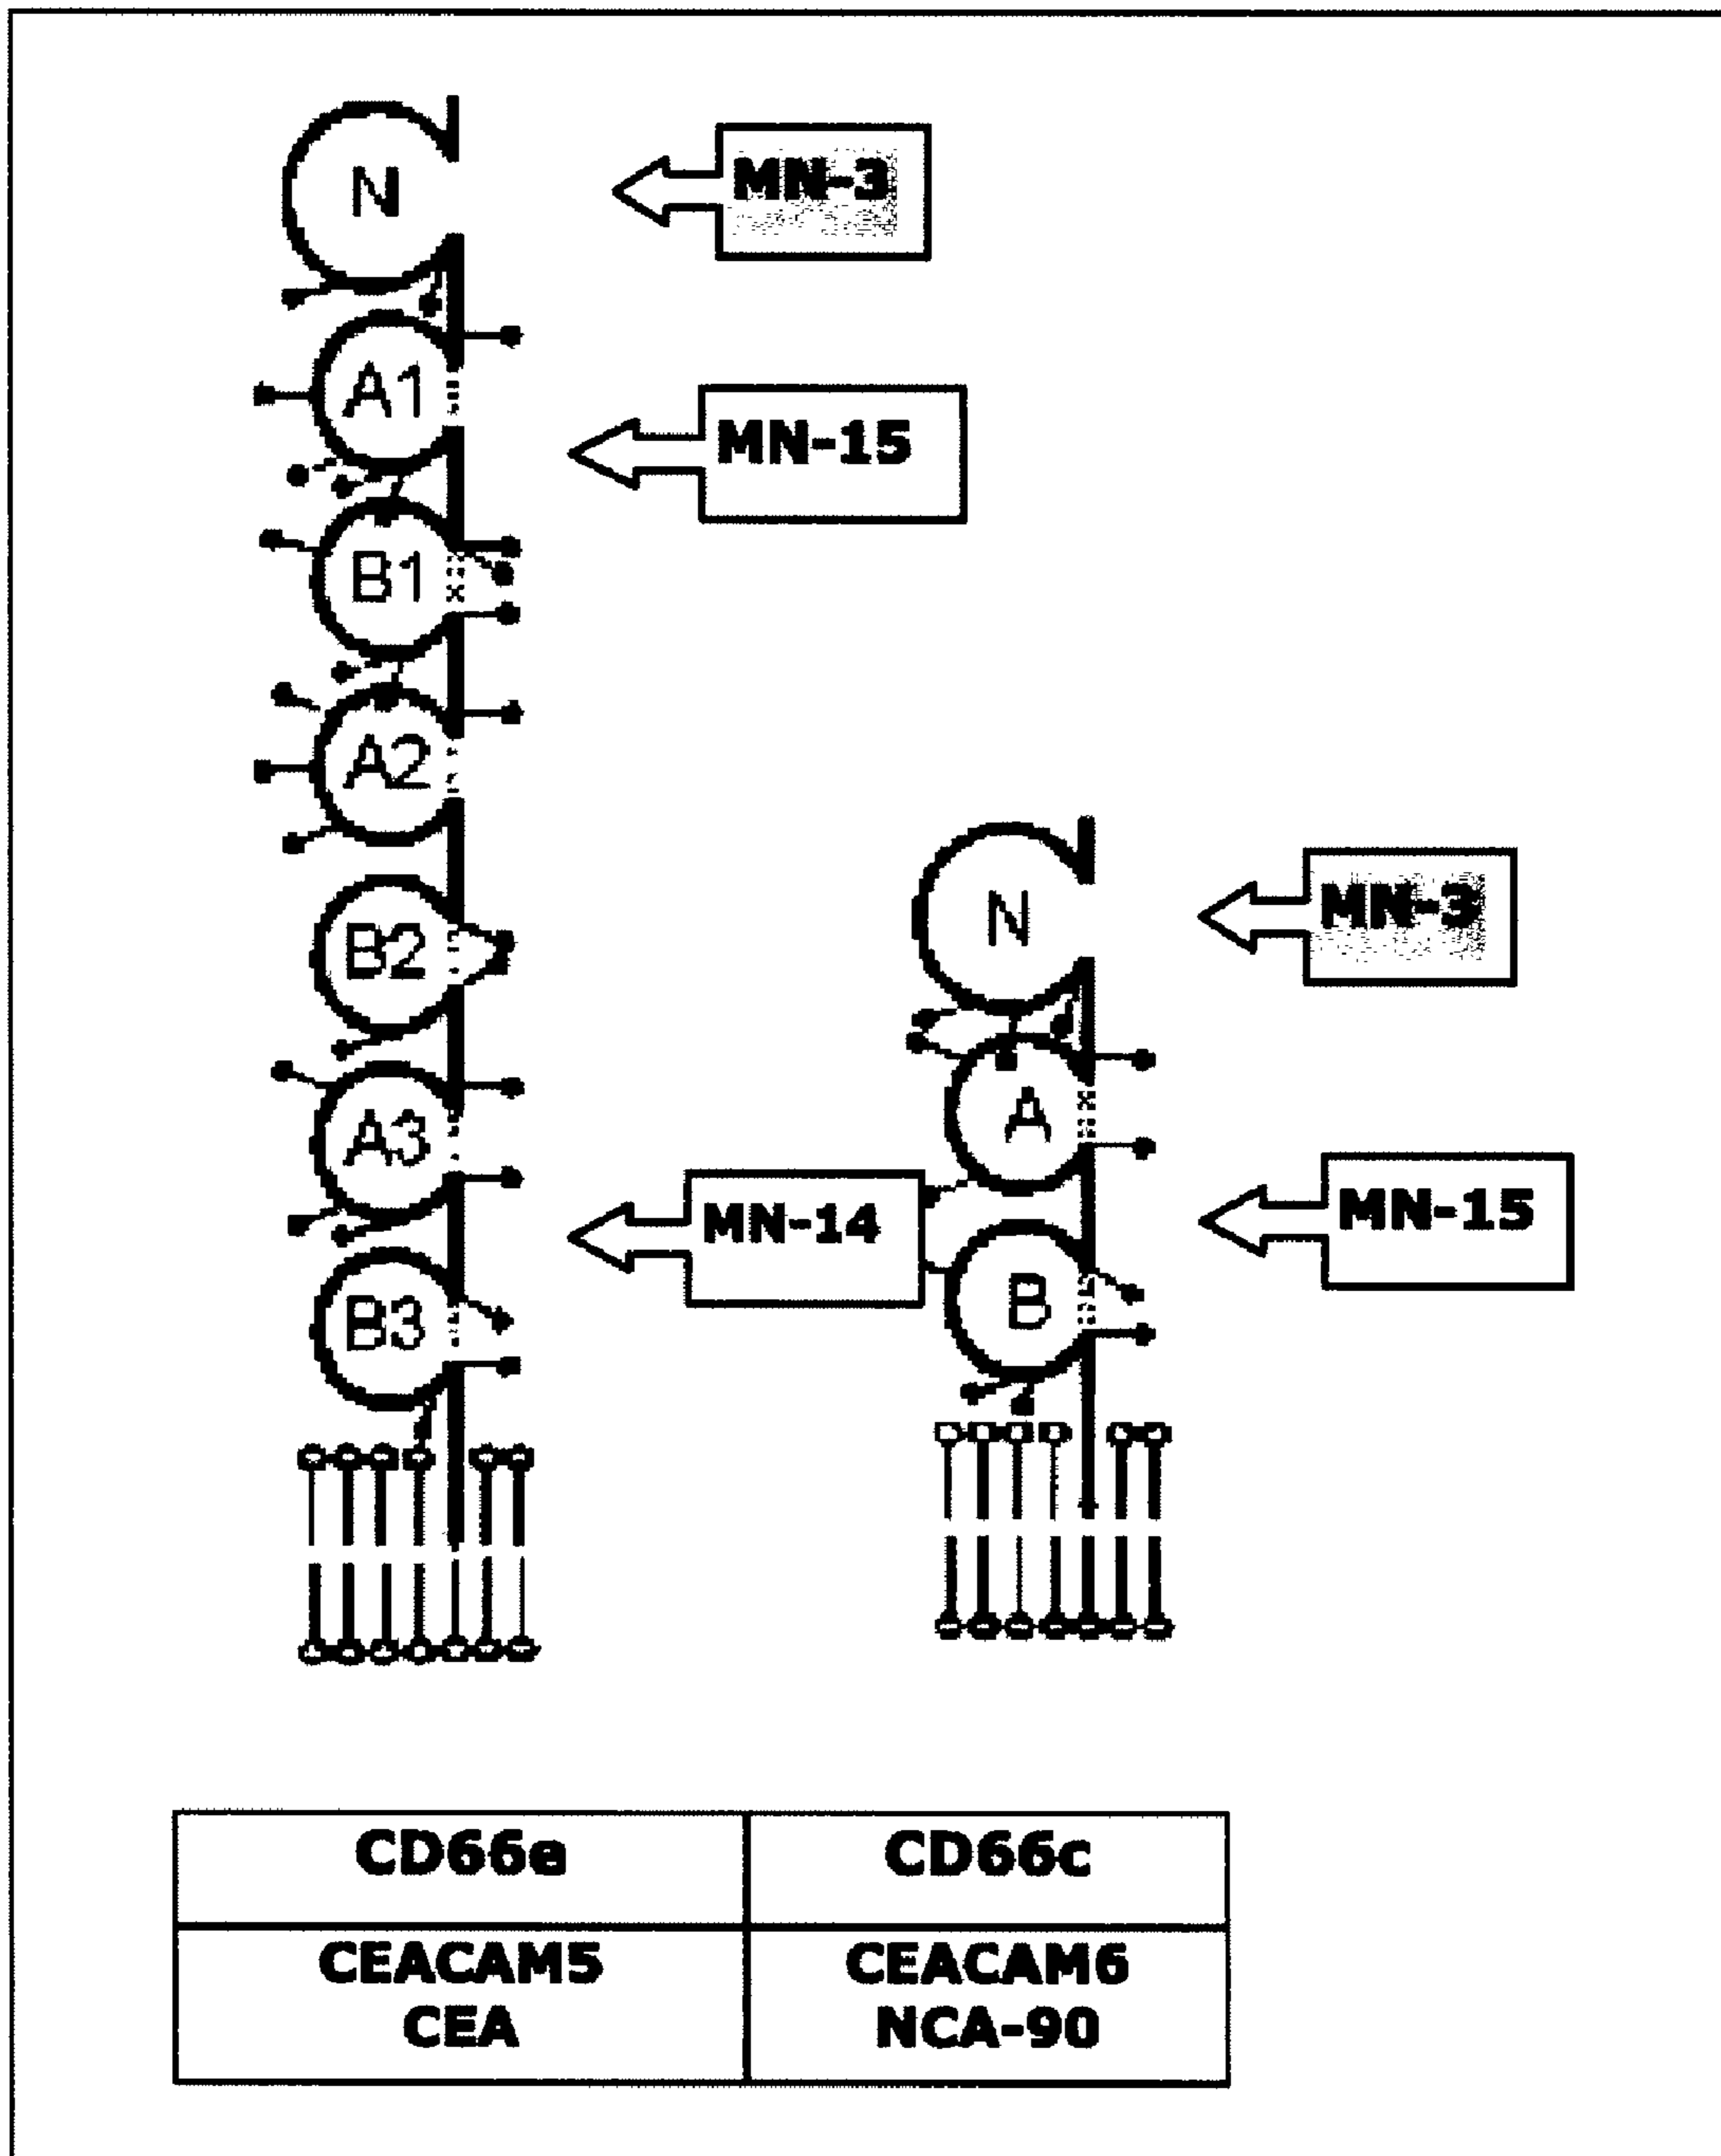 N
MN-3
A1
MN-15
B1
A2
B2
N
MN-3
A3
A
MN-14
MN-15
B3
B
CD66e
CD66c
CEACAM5
CEA
CEACAM6
NCA-90